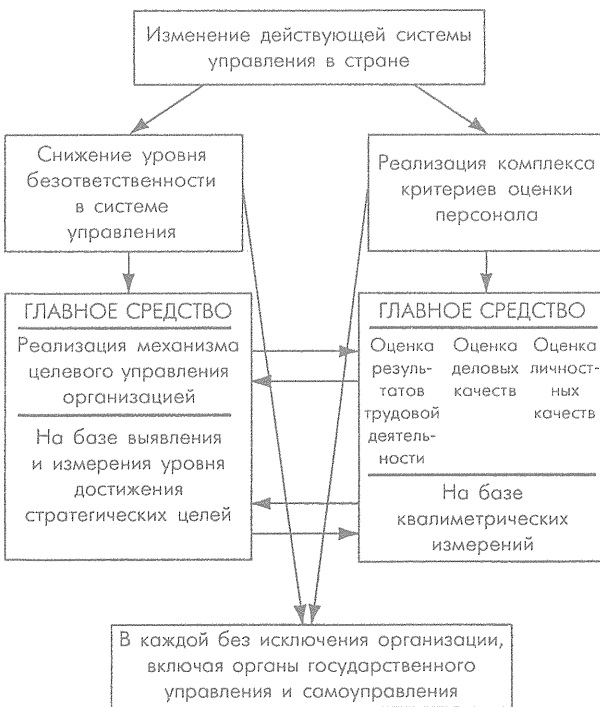 Изменение действующей системы
управления в стране
Снижение уровня
безответственности
в системе
управления
Реализация комплекса
критериев оценки
персонала
ГЛАВНОЕ СРЕДСТВО
Реализация механизма
целевого управления
организацией
На базе выявления
и измерения уровня
достижения
стратегических целей
ГЛАВНОЕ СРЕДСТВО
Оценка
резуль-
татов
трудовой
деятель-
ности
Оценка
деловых
качеств
Оценка
личност-
ных
качеств
На базе
квалиметрических
измерений
В каждой без исключения организации,
включая органы государственного
управления и самоуправления